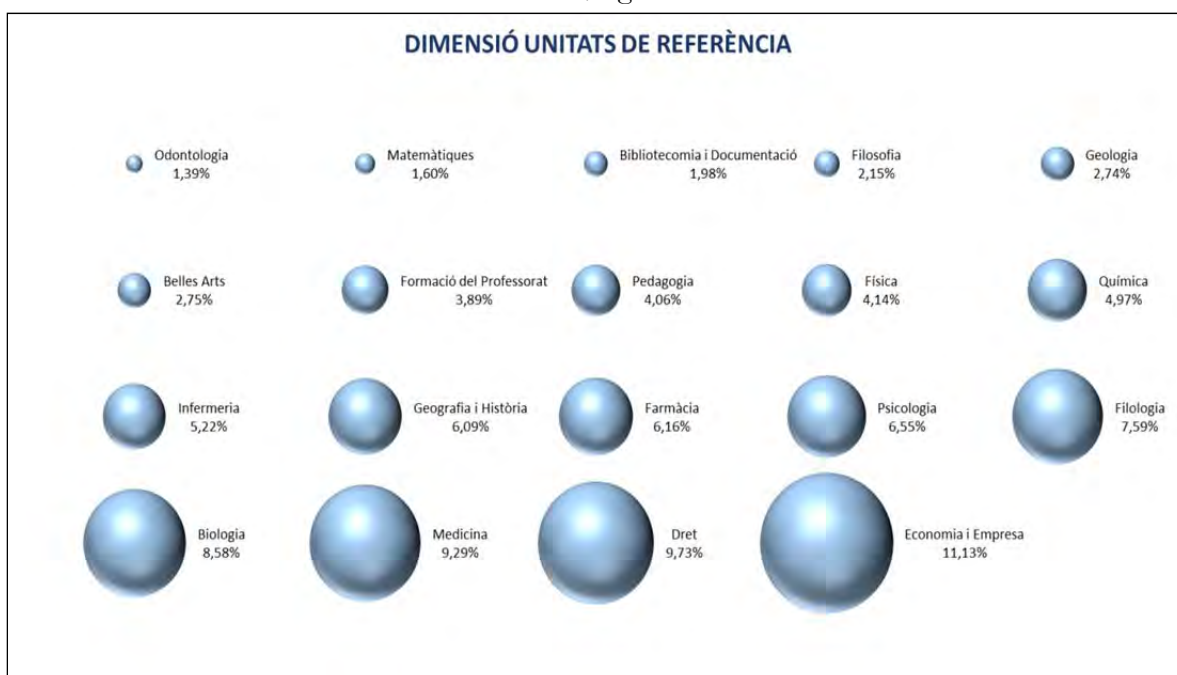 DIMENSIÓ UNITATS DE REFERÈNCIA
Odontologia
1,39%
Matemàtiques
1,60%
Bibliotecomia i Documentació
1,98%
Filosofia
2,15%
Geologia
2,74%
Belles Arts
2,75%
Formació del Professorat
3,89%
Pedagogia
4,06%
Física
4,14%
Química
4,97%
Infermeria
5,22%
Geografia i Història
6,09%
Farmàcia
6,16%
Psicologia
6,55%
Filologia
7,59%
Biologia
8,58%
Medicina
9,29%
Dret
9,73%
Economia i Empresa
11,13%